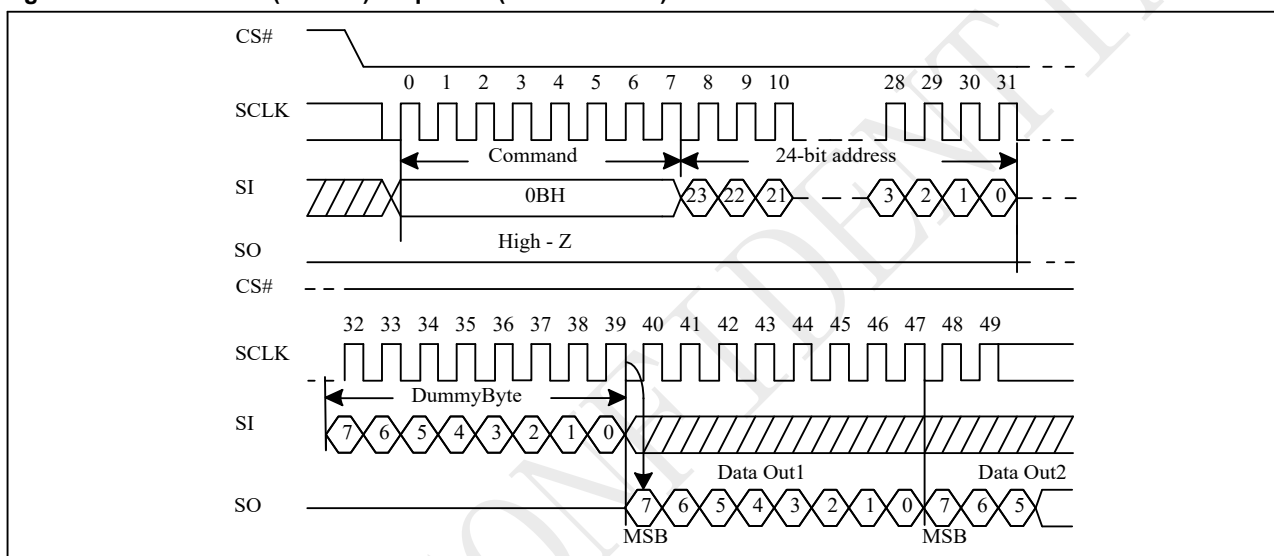 CS#
0 1 2 3 4 5 6 7 8 9 10 28 29 30 31
SCLK
Command 24-bit address
SI 0BH 23 22 21 3 2 1 0
High - Z
SO
CS#
32 33 34 35 36 37 38 39 40 41 42 43 44 45 46 47 48 49
SCLK
DummyByte
SI 7 6 5 4 3 2 1 0
Data Out1 Data Out2
SO 7 6 5 4 3 2 1 0 7 6 5
MSB MSB